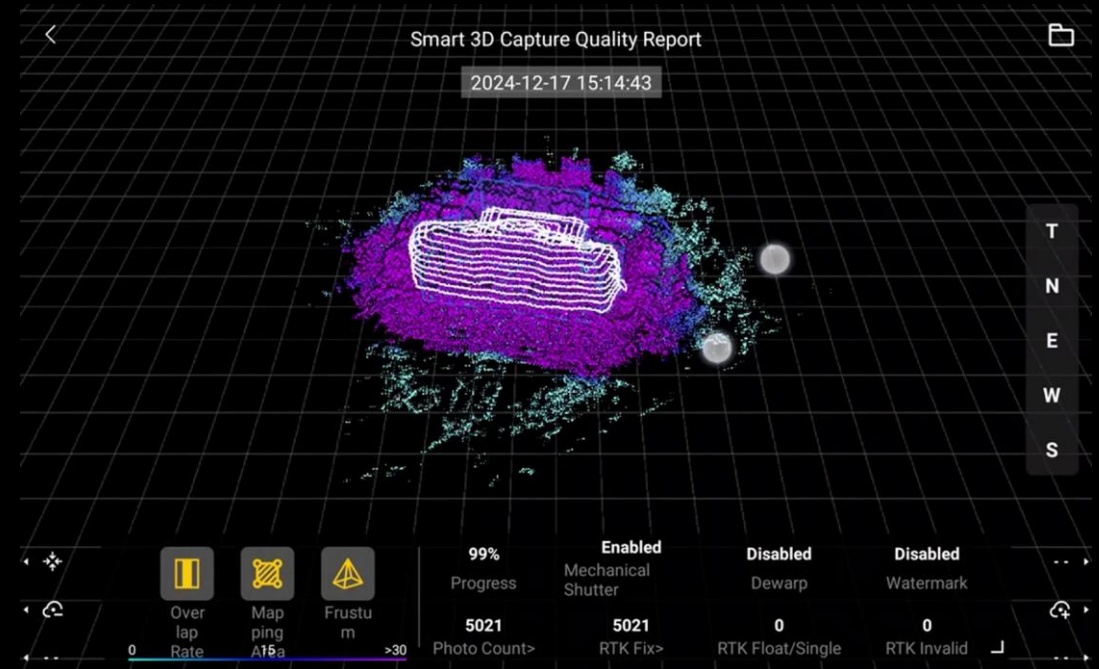 Smart 3D Capture Quality Report
2024-12-17 15:14:43
T
N
E
W
S
99%
Progress
Enabled
Mechanical
Shutter
Disabled
Dewarp
Disabled
Watermark
Over
lap
Rate
Map
ping
Area
Frustu
m
0
15
>30
5021
Photo Count>
5021
RTK Fix>
0
RTK Float/Single
0
RTK Invalid
--
--
--